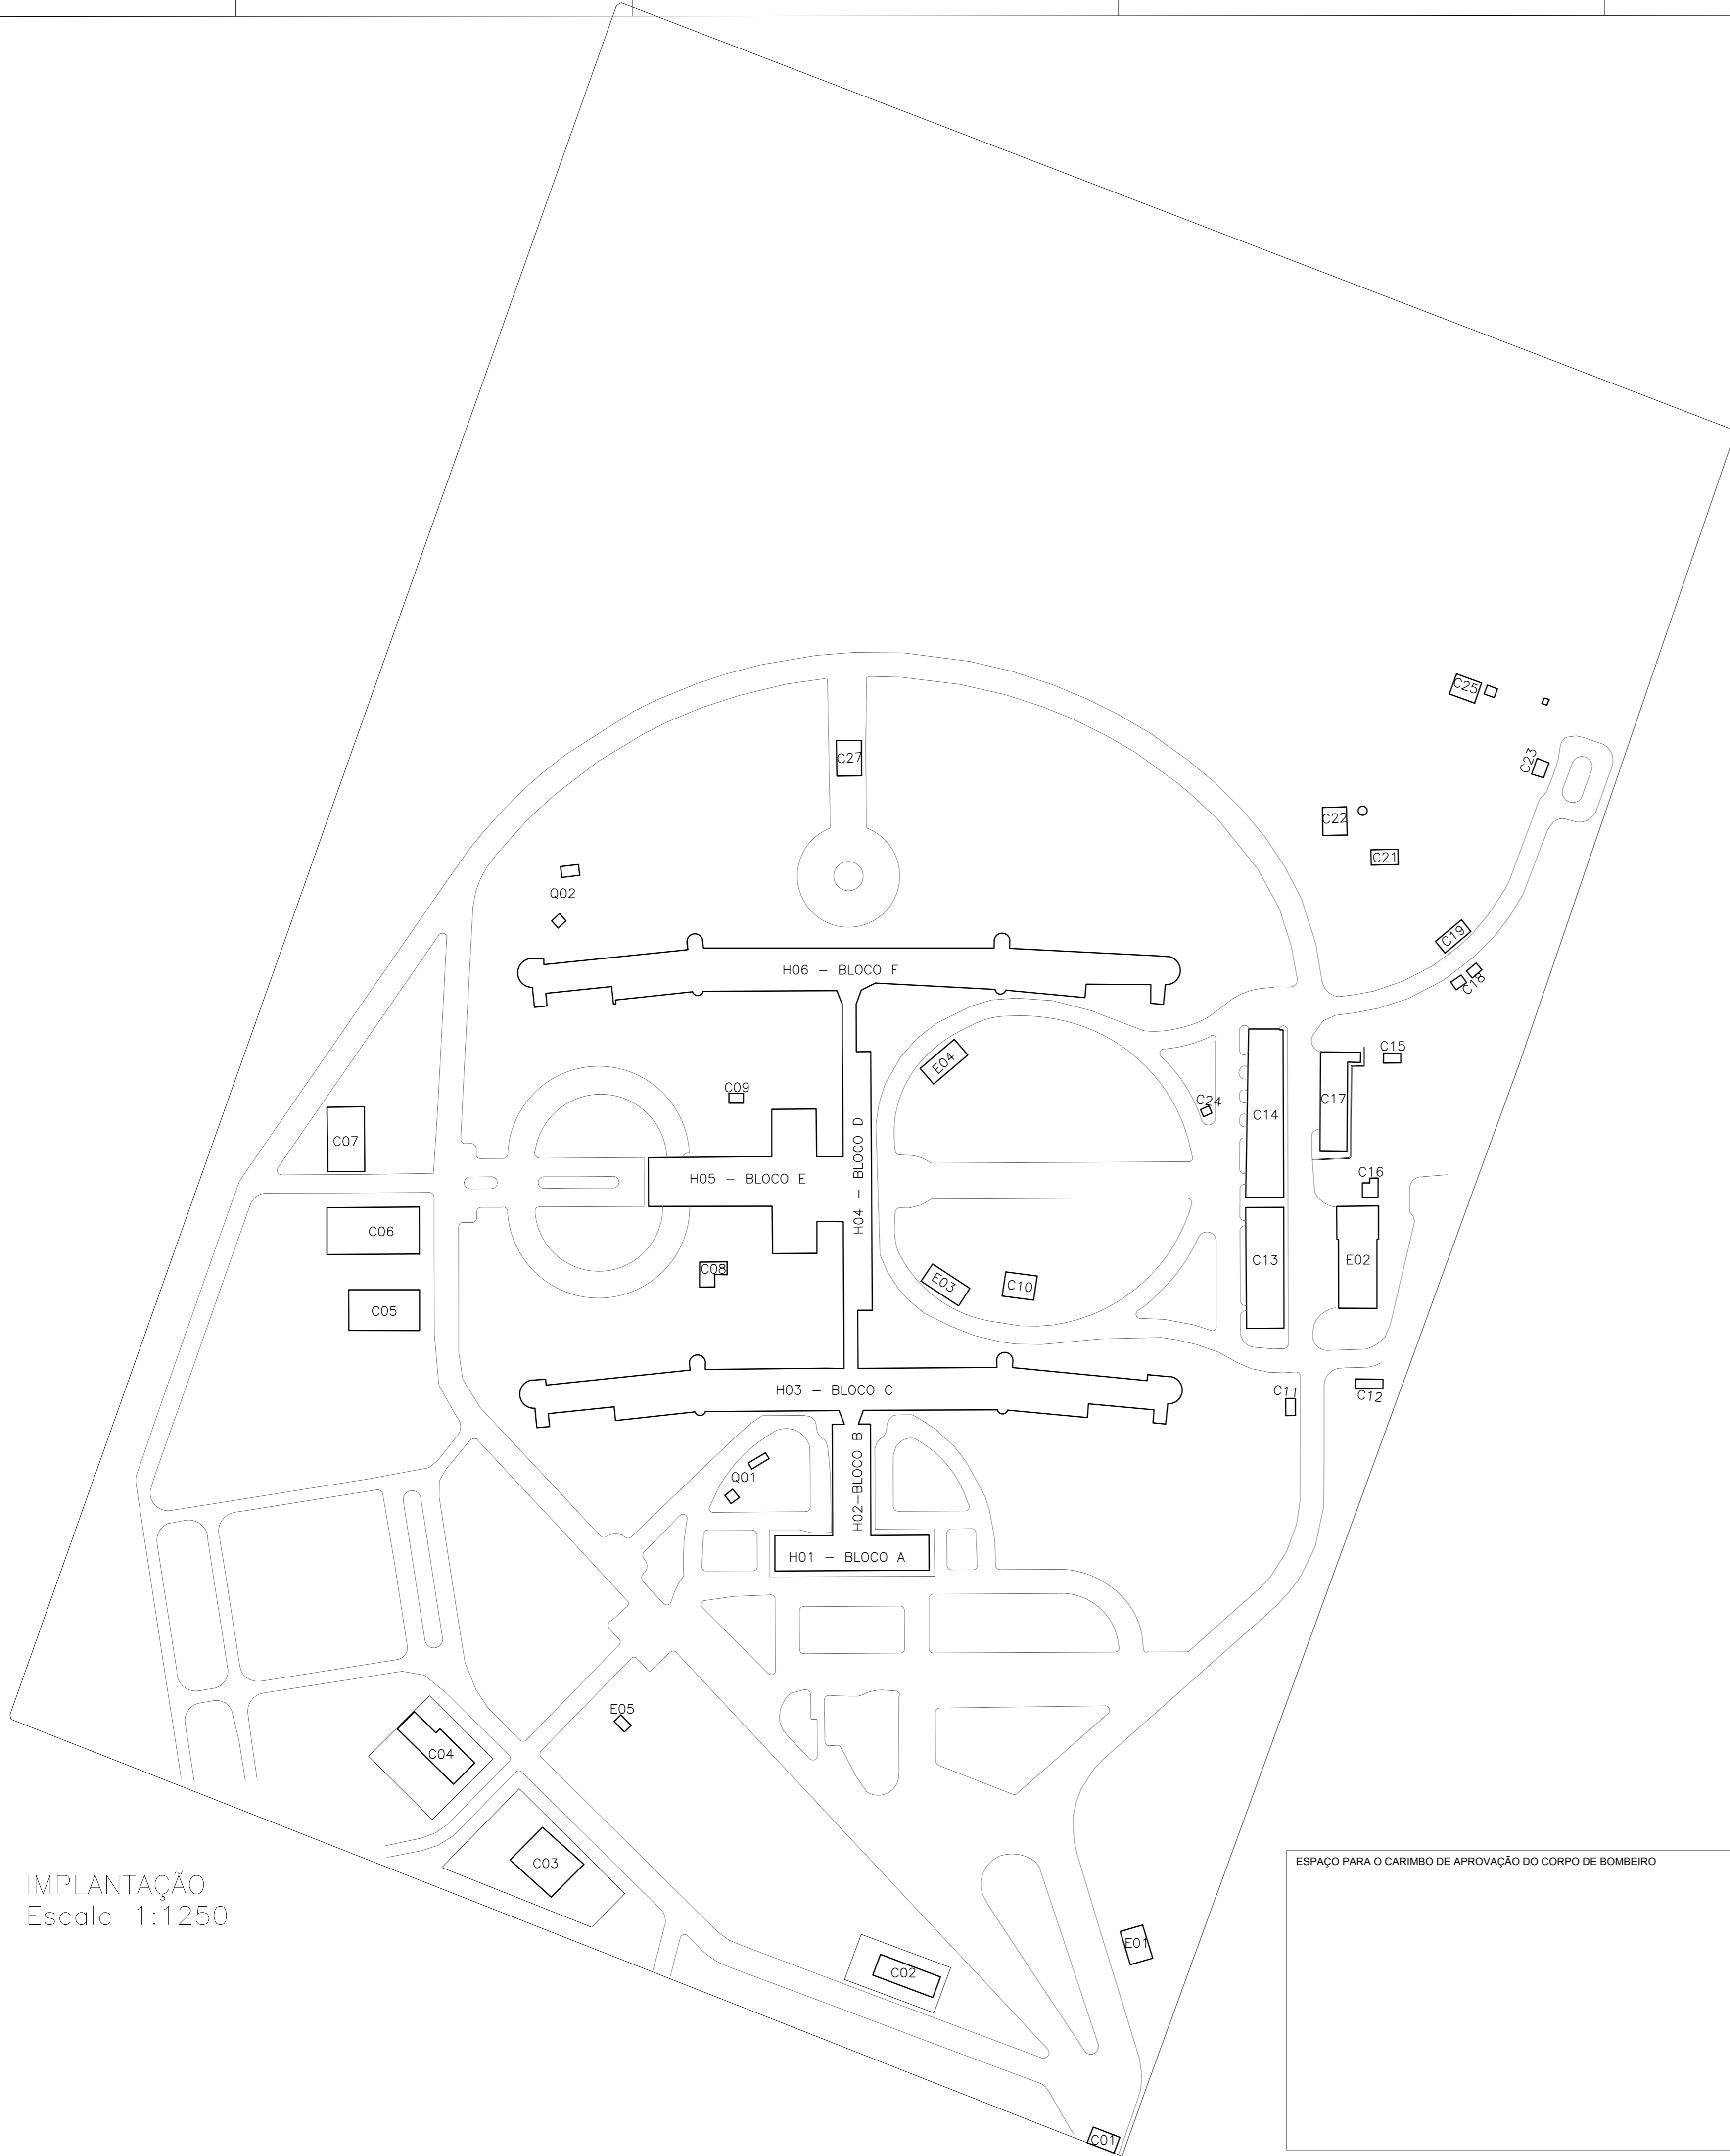 C25
C23
C27
C22
C21
Q02
C19
C18
H06 - BLOCO F
C15
E04
C09
C24
C14
C17
C07
H04 - BLOCO D
H05 - BLOCO E
C16
C06
C08
C13
E02
E03
C10
C05
H03 - BLOCO C
C11
C12
Q01
H02-BLOCO B
H01 - BLOCO A
E05
C04
C03
ESPAÇO PARA O CARIMBO DE APROVAÇÃO DO CORPO DE BOMBEIRO
IMPLANTAÇÃO
Escala 1:1250
E01
C02
C01